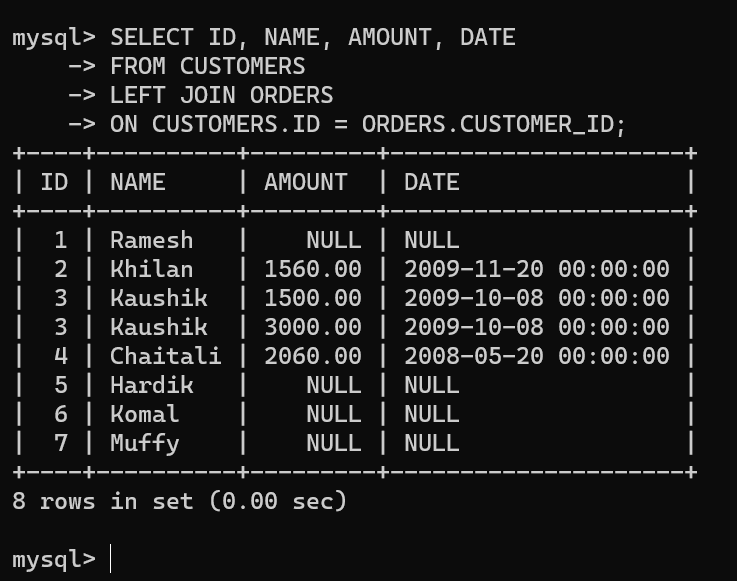 mysql> SELECT ID, NAME, AMOUNT, DATE
    -> FROM CUSTOMERS
    -> LEFT JOIN ORDERS
    -> ON CUSTOMERS.ID = ORDERS.CUSTOMER_ID;
+----+----------+---------+---------------------+
| ID | NAME     | AMOUNT  | DATE                |
+----+----------+---------+---------------------+
|  1 | Ramesh   |    NULL | NULL                |
|  2 | Khilan   | 1560.00 | 2009-11-20 00:00:00 |
|  3 | Kaushik  | 1500.00 | 2009-10-08 00:00:00 |
|  3 | Kaushik  | 3000.00 | 2009-10-08 00:00:00 |
|  4 | Chaitali | 2060.00 | 2008-05-20 00:00:00 |
|  5 | Hardik   |    NULL | NULL                |
|  6 | Komal    |    NULL | NULL                |
|  7 | Muffy    |    NULL | NULL                |
+----+----------+---------+---------------------+
8 rows in set (0.00 sec)

mysql>